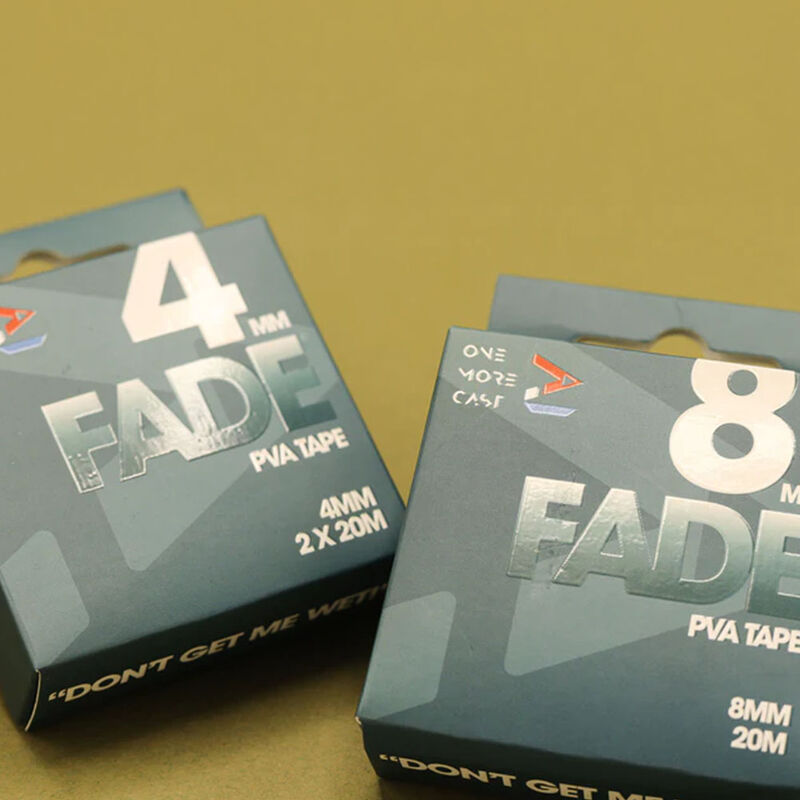 4
MM
FADE
PVA TAPE
4MM
2 X 20M
"DON'T GET ME WET!
ONE
MORE
CAST
8
M
FADE
PVA TAPE
8MM
20M
"DON'T GET ME